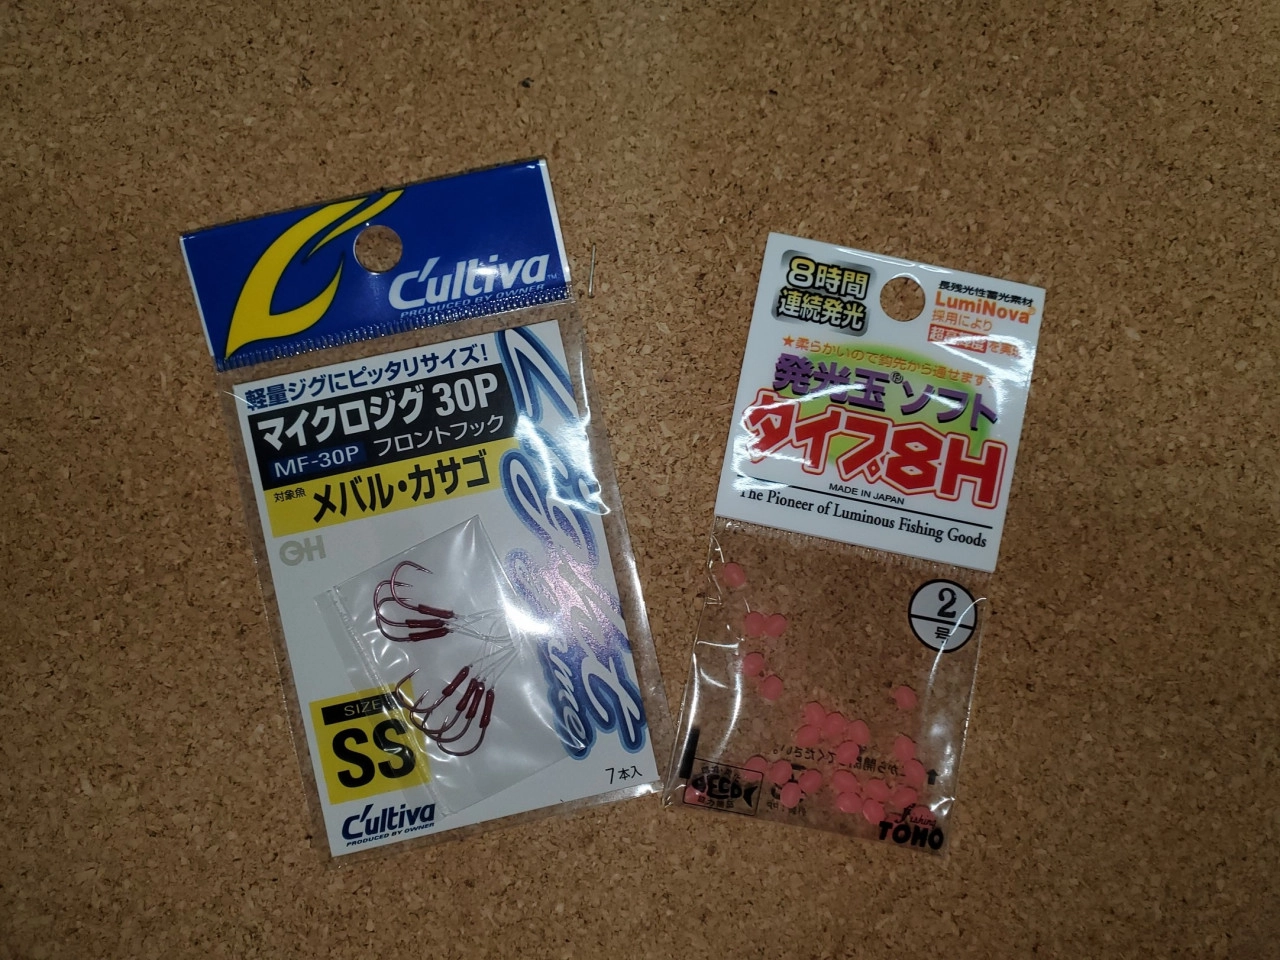 C'ultiva
PRODUCED BY OWNER
軽量ジグにピッタリサイズ!
マイクロジグ 30P
MF-30P フロントフック
対象魚 メバル・カサゴ
SIZE
SS
7本入
C'ultiva
PRODUCED BY OWNER
8時間
連続発光
長残光性蓄光素材
LumiNova®
採用により
を実現
★柔らかいので鈎先から通せます
発光玉®ソフト
タイプ8H
MADE IN JAPAN
The Pioneer of Luminous Fishing Goods
2
号
fishing
TOHO